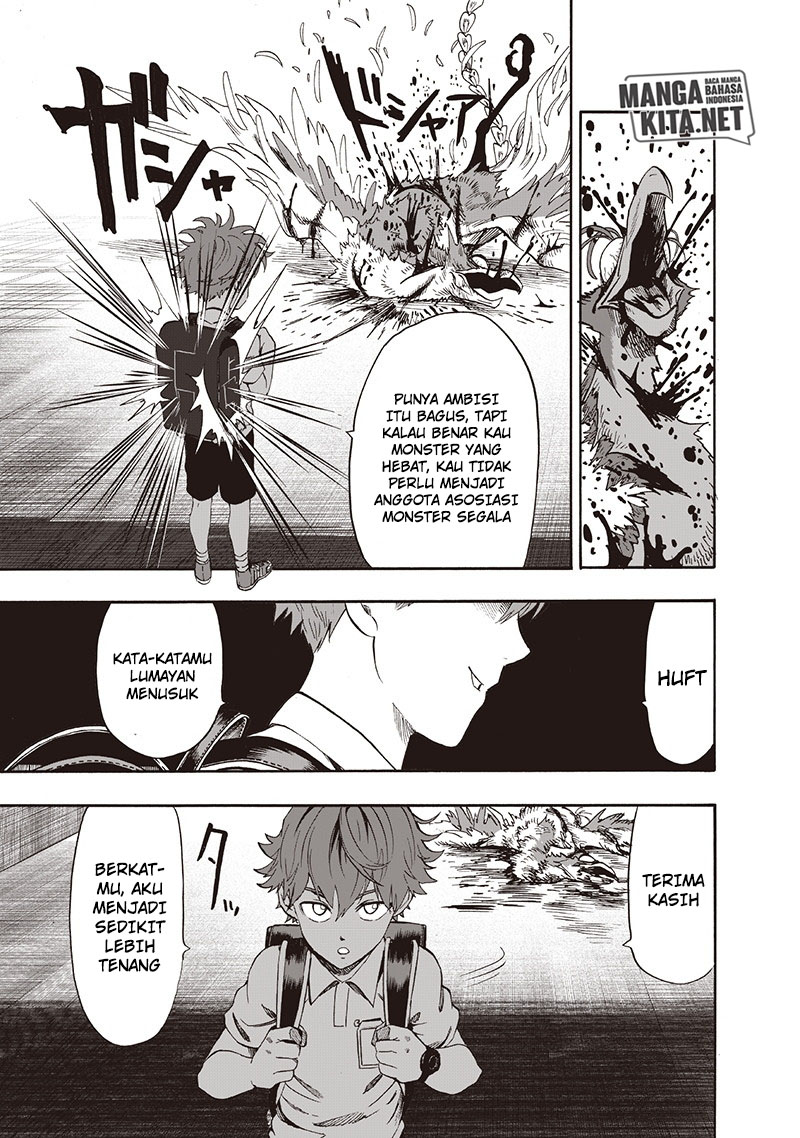 MANGA
KITA.NET
BACA MANGA
BAHASA
INDONESIA
ドシャアッ
ガシャ
PUNYA AMBISI
ITU BAGUS, TAPI
KALAU BENAR KAU
MONSTER YANG
HEBAT, KAU TIDAK
PERLU MENJADI
ANGGOTA ASOSIASI
MONSTER SEGALA
HUFT
KATA-KATAMU
LUMAYAN
MENUSUK
TERIMA
KASIH
タッ
BERKAT-
MU, AKU
MENJADI
SEDIKIT
LEBIH
TENANG